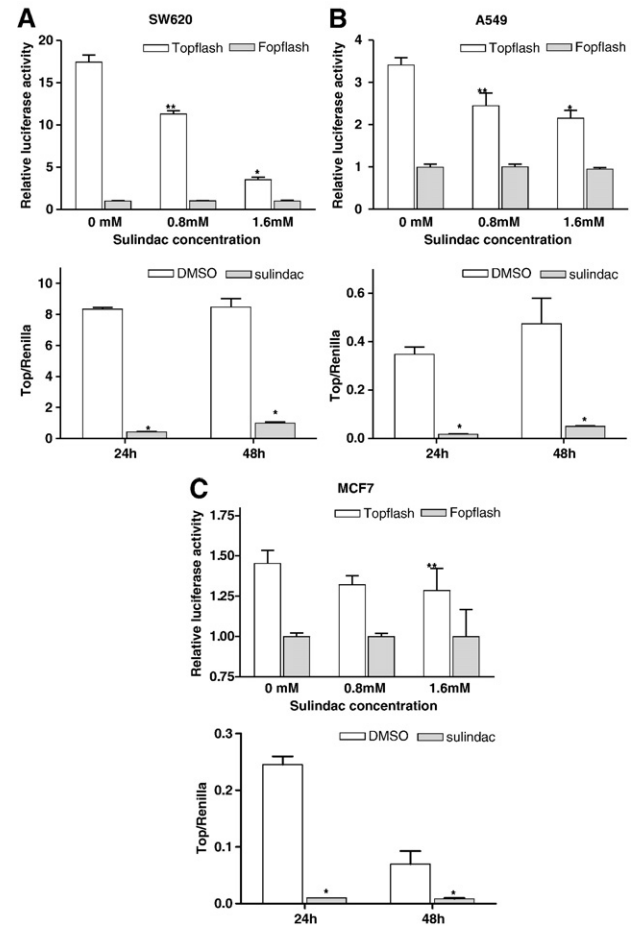 A
SW620
Topflash Fopflash
Relative luciferase activity
20
15
10
5
0
** *
0 mM 0.8mM 1.6mM
Sulindac concentration
DMSO sulindac
Top/Renilla
10
8
6
4
2
0
* *
24h 48h
B
A549
Topflash Fopflash
Relative luciferase activity
4
3
2
1
0
** *
0 mM 0.8mM 1.6mM
Sulindac concentration
DMSO sulindac
Top/Renilla
0.6
0.4
0.2
0.0
* *
24h 48h
C
MCF7
Topflash Fopflash
Relative luciferase activity
1.75
1.50
1.25
1.00
0.75
**
0 mM 0.8mM 1.6mM
Sulindac concentration
DMSO sulindac
Top/Renilla
0.3
0.2
0.1
0.0
* *
24h 48h